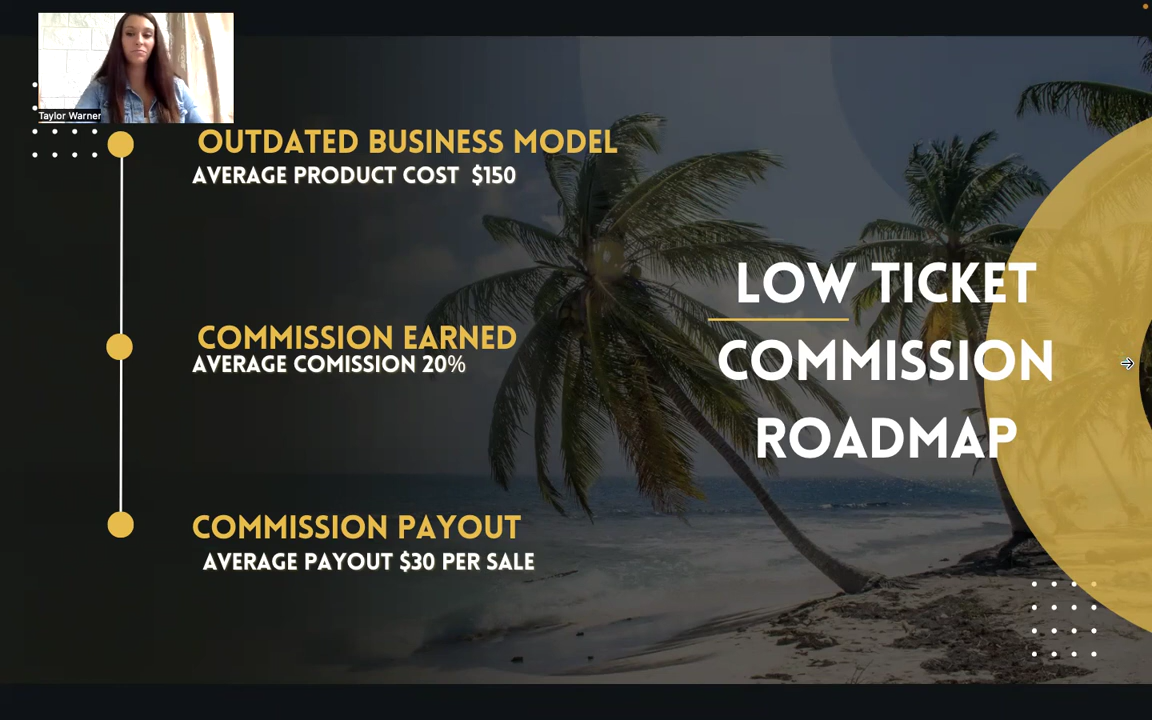 Taylor Warner
OUTDATED BUSINESS MODEL
AVERAGE PRODUCT COST $150
COMMISSION EARNED
AVERAGE COMISSION 20%
COMMISSION PAYOUT
AVERAGE PAYOUT $30 PER SALE
LOW TICKET
COMMISSION
ROADMAP